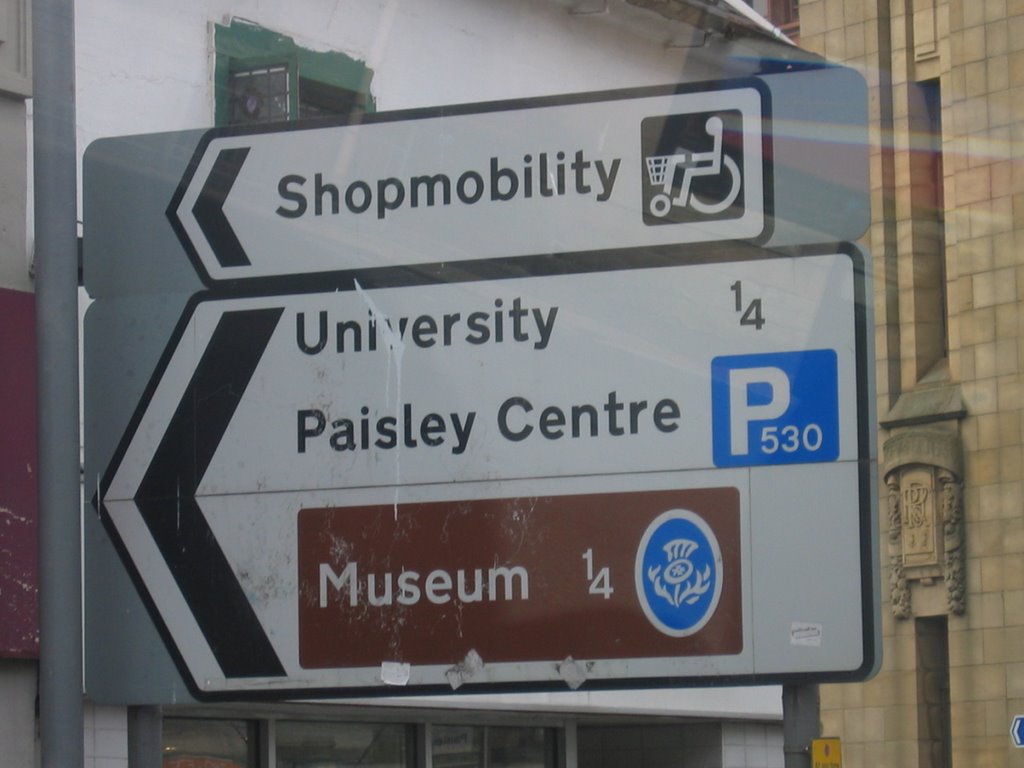 Shopmobility
University 1/4
Paisley Centre P 530
Museum 1/4